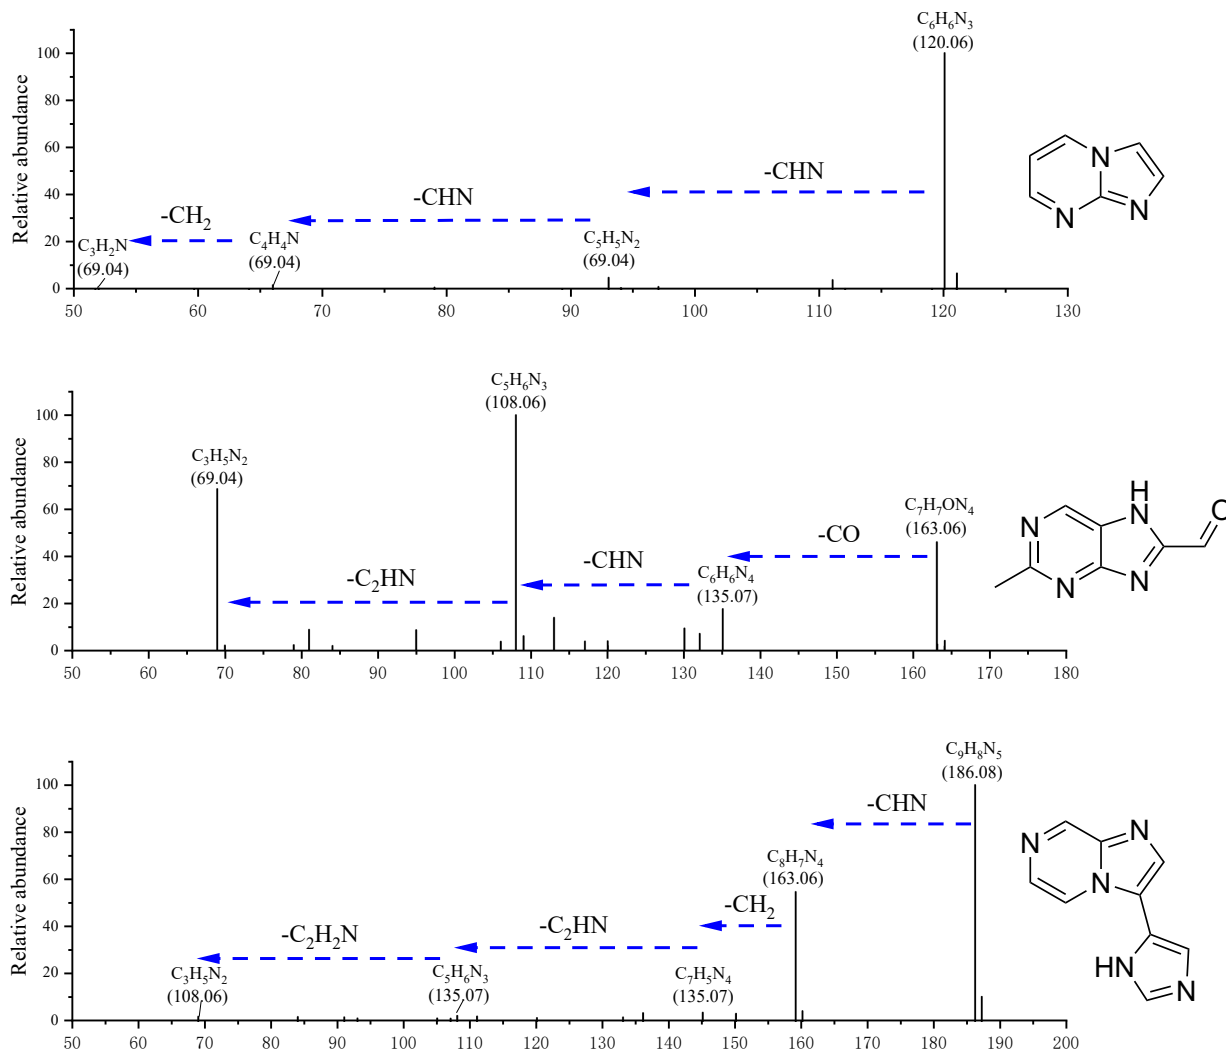 C6H6N3
(120.06)
100
80
60
40
20
0
Relative abundance
-CHN
-CHN
-CH2
C3H2N
(69.04)
C4H4N
(69.04)
C5H5N2
(69.04)
N
N
N
50 60 70 80 90 100 110 120 130
C5H6N3
(108.06)
100
80
60
40
20
0
Relative abundance
C3H5N2
(69.04)
C7H7ON4
(163.06)
-CO
-CHN
-C2HN
C6H6N4
(135.07)
H
N
O
N
N
N
50 60 70 80 90 100 110 120 130 140 150 160 170 180
C9H8N5
(186.08)
100
80
60
40
20
0
Relative abundance
-CHN
C8H7N4
(163.06)
-CH2
-C2HN
-C2H2N
C3H5N2
(108.06)
C5H6N3
(135.07)
C7H5N4
(135.07)
N
N
N
HN
N
50 60 70 80 90 100 110 120 130 140 150 160 170 180 190 200